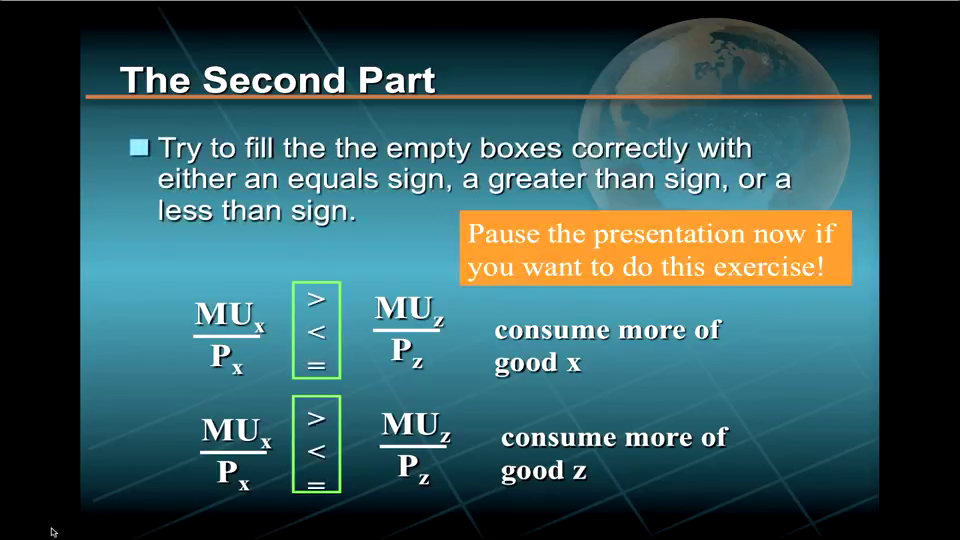 The Second Part
Try to fill the the empty boxes correctly with
either an equals sign, a greater than sign, or a
less than sign.
Pause the presentation now if
you want to do this exercise!
MUx
Px
>
<
=
MUz
Pz
consume more of
good x
MUx
Px
>
<
=
MUz
Pz
consume more of
good z